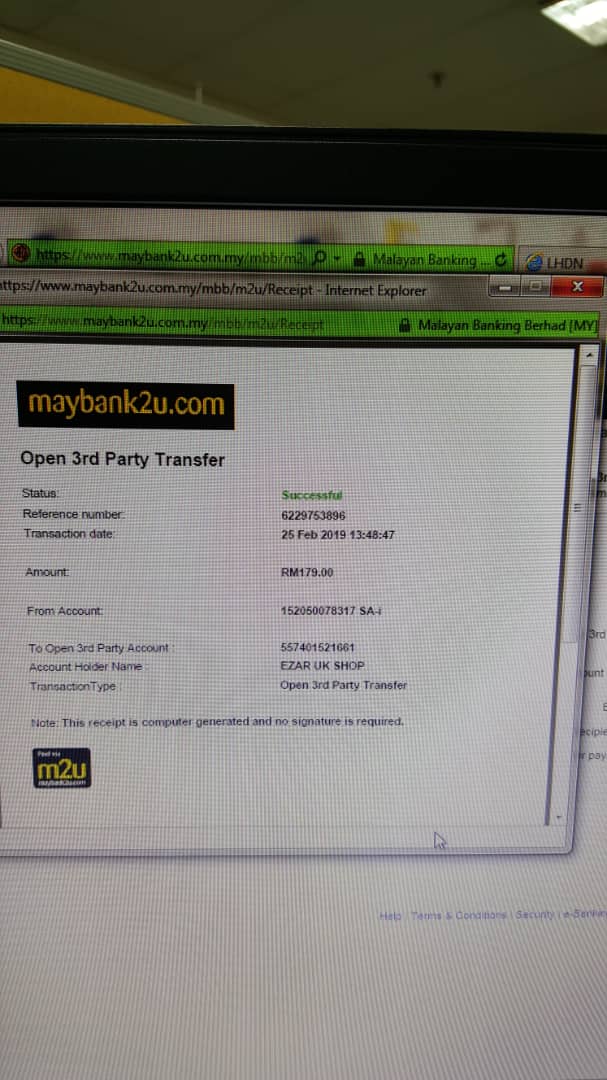 https://www.maybank2u.com.my/mbb/m2u
Malayan Banking ...
LHDN
ttps://www.maybank2u.com.my/mbb/m2u/Receipt - Internet Explorer
https://www.maybank2u.com.my/mbb/m2u/Receipt
Malayan Banking Berhad [MY]
maybank2u.com
Open 3rd Party Transfer
Status: Successful
Reference number: 6229753896
Transaction date: 25 Feb 2019 13:48:47
Amount: RM179.00
From Account: 152050078317 SA-i
To Open 3rd Party Account : 557401521661
Account Holder Name : EZAR UK SHOP
TransactionType : Open 3rd Party Transfer
Note: This receipt is computer generated and no signature is required.
m2u
maybank2u.com
3rd
ount
ecipie
r pay
Help | Terms & Conditions | Security | e-Bankin